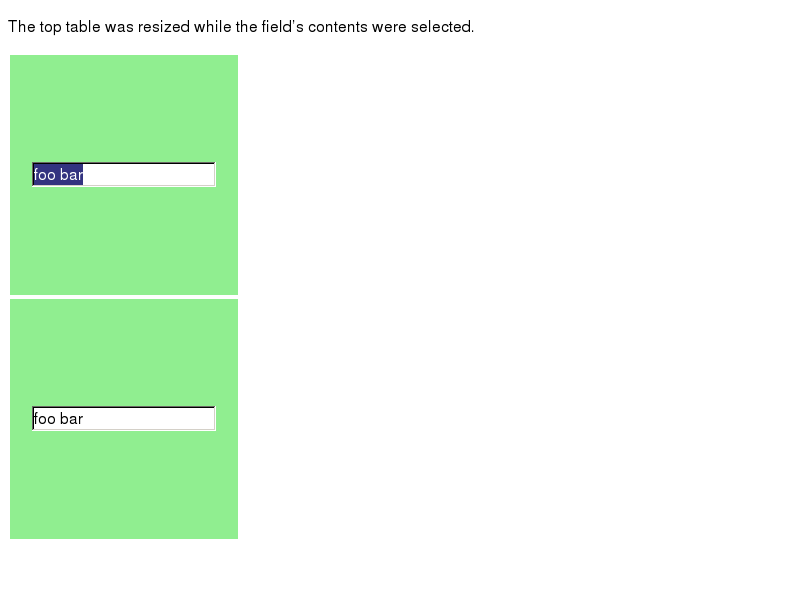 The top table was resized while the field's contents were selected.
foo bar
foo bar